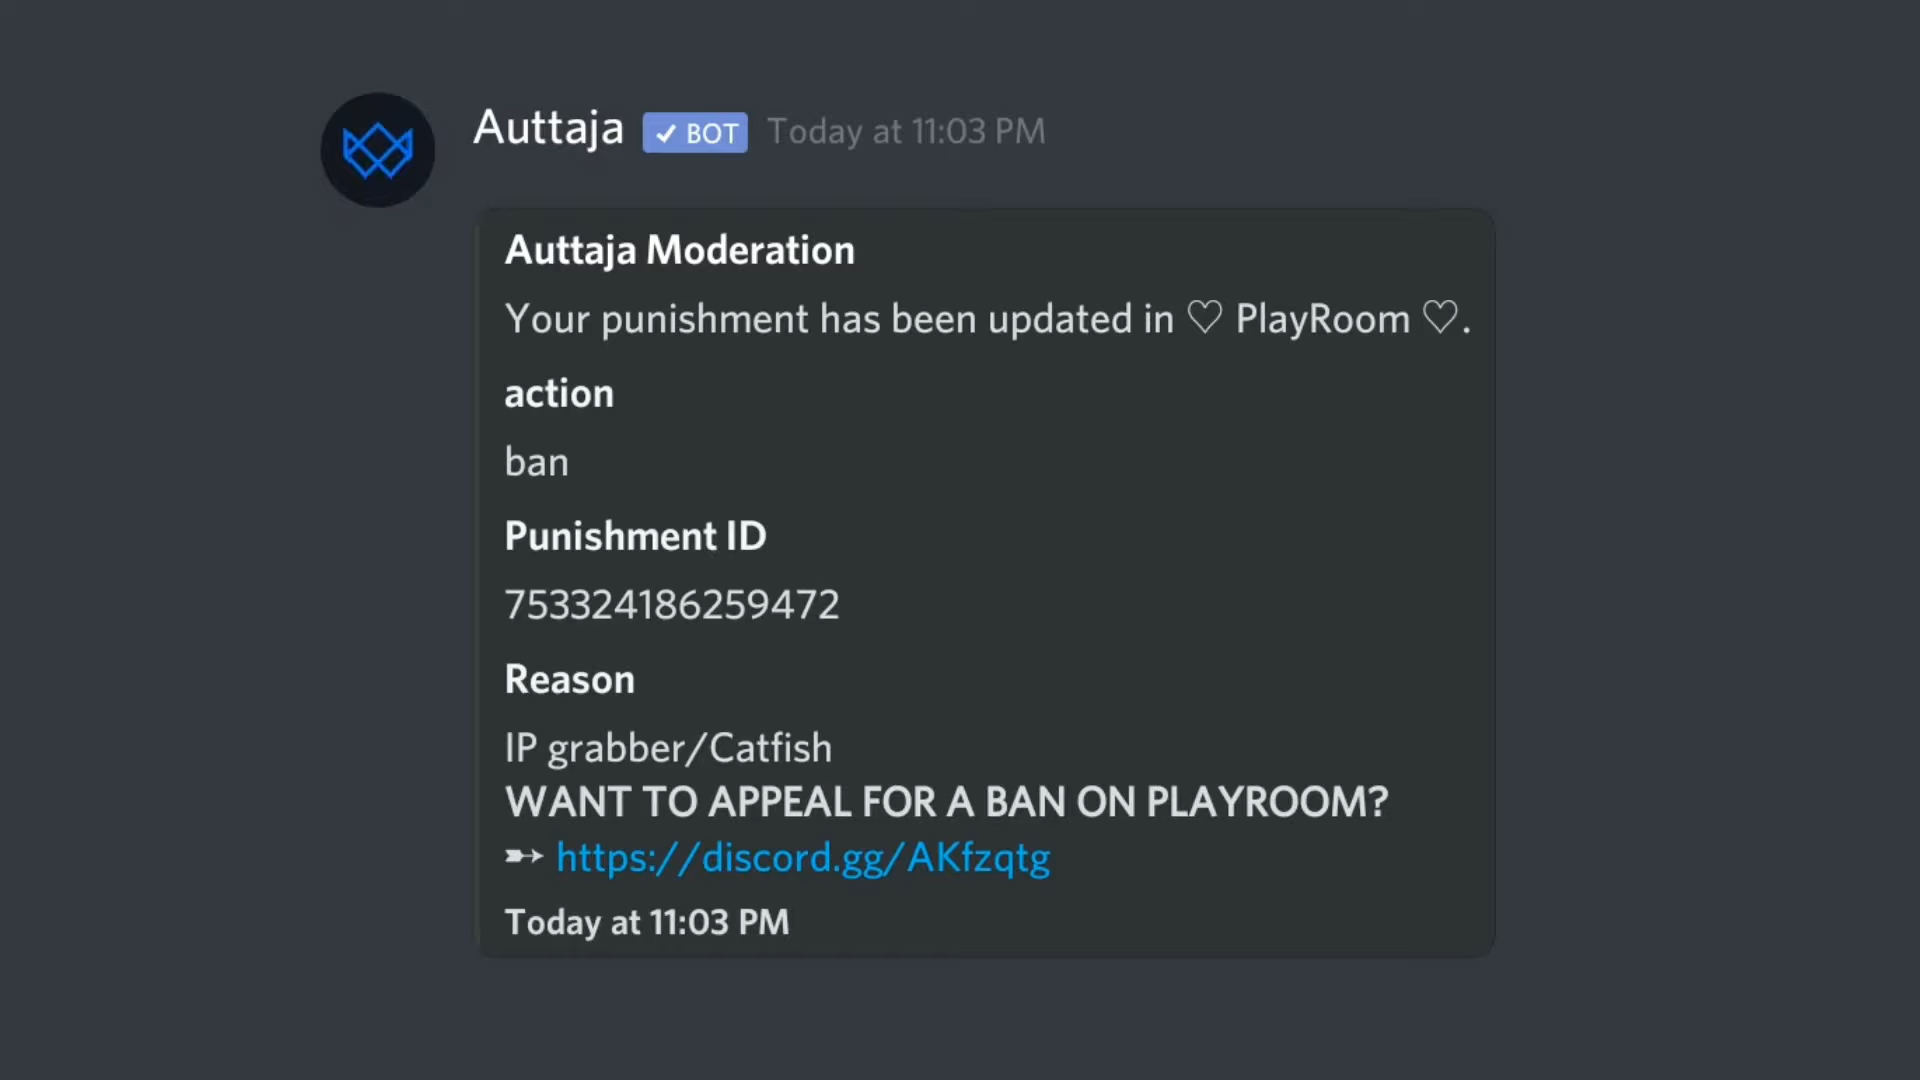 Auttaja ✓ BOT Today at 11:03 PM
Auttaja Moderation
Your punishment has been updated in ♡ PlayRoom ♡.
action
ban
Punishment ID
753324186259472
Reason
IP grabber/Catfish
WANT TO APPEAL FOR A BAN ON PLAYROOM?
➵ https://discord.gg/AKfzqtg
Today at 11:03 PM